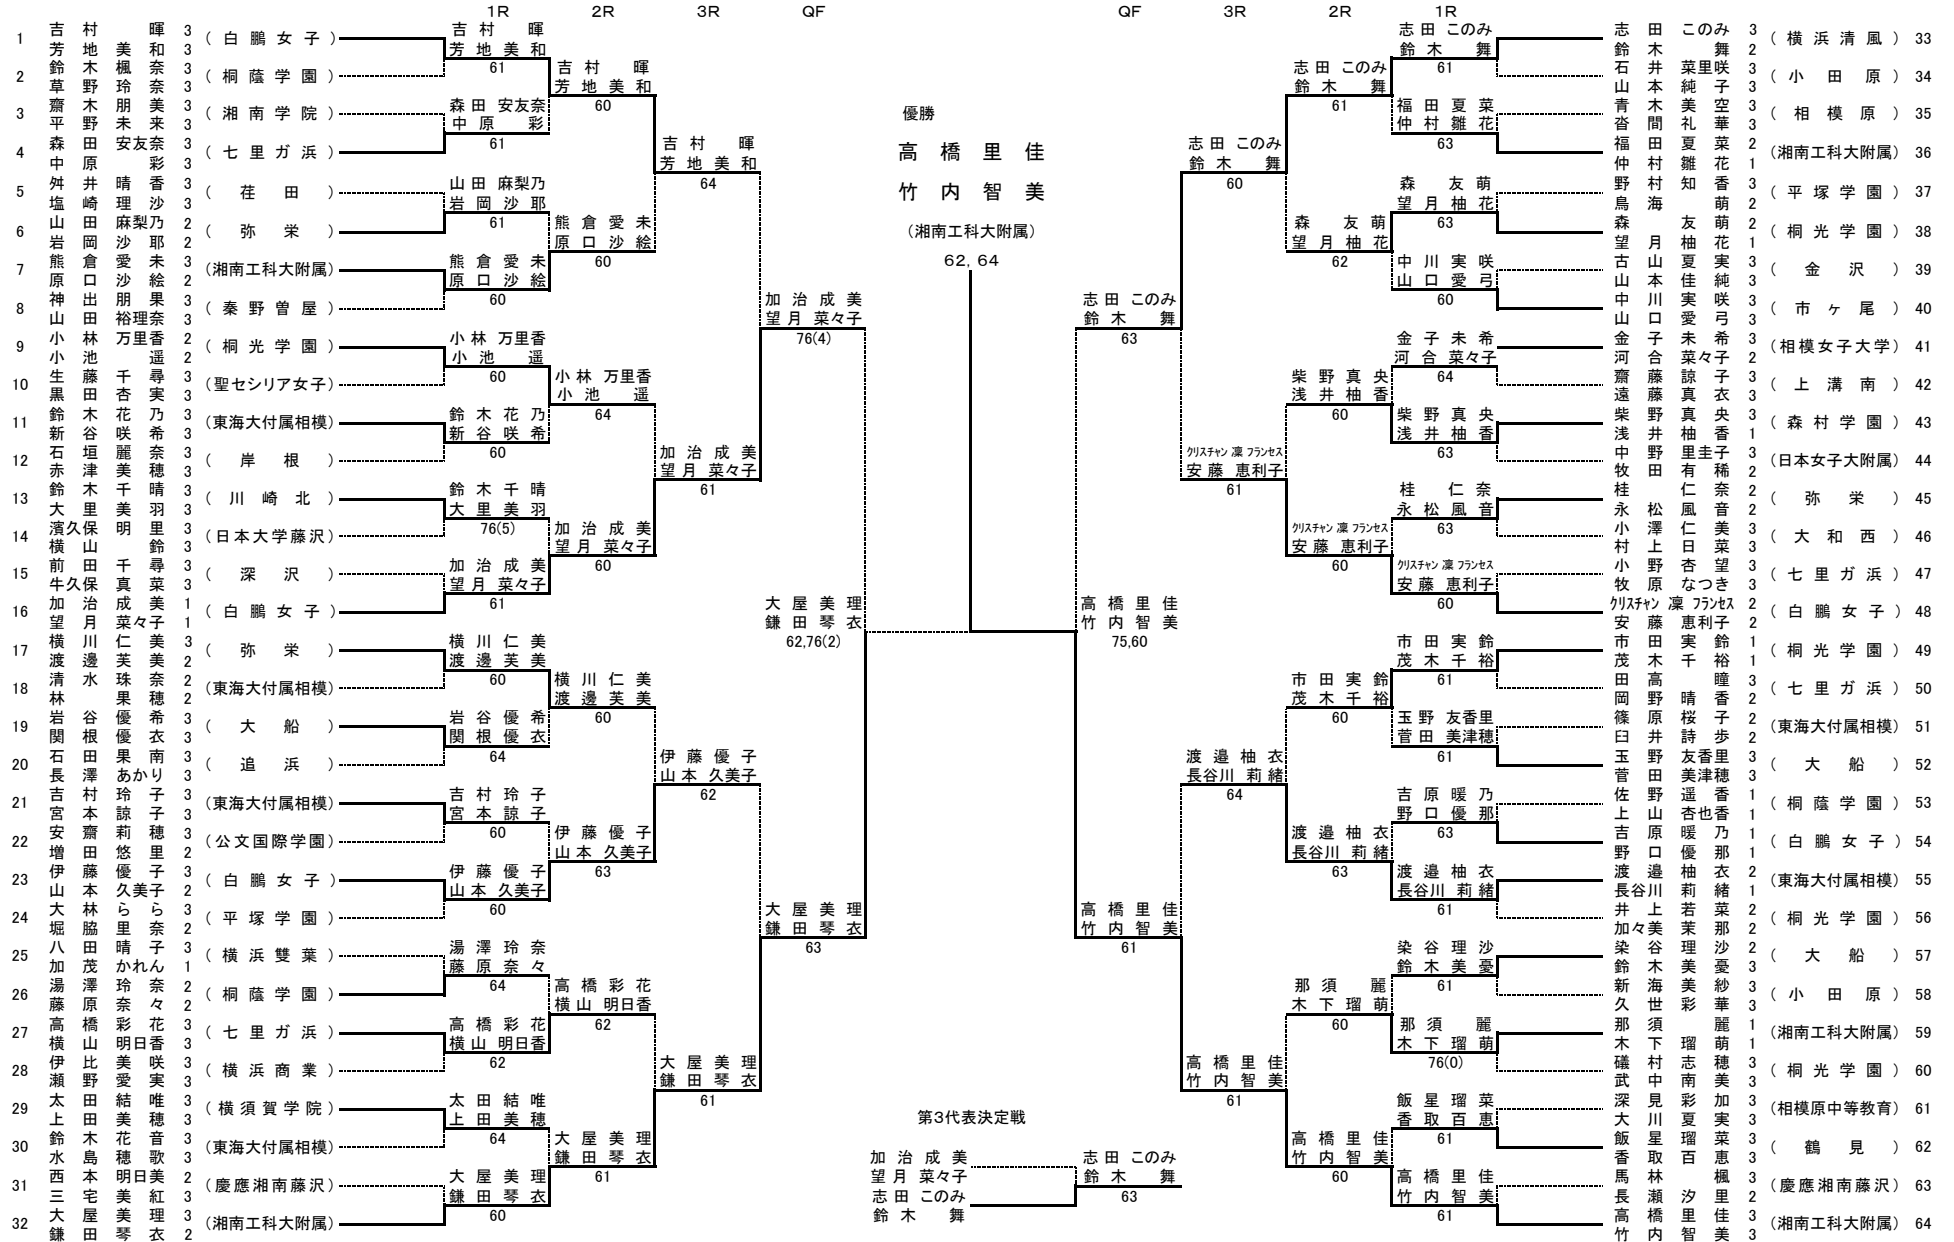 1R 2R 3R QF QF 3R 2R 1R
1 吉村 暉 3 芳地美和 3 (白鵬女子)
2 鈴木楓奈 3 草野玲奈 3 (桐蔭学園)
3 齋木朋美 3 平野未来 3 (湘南学院)
4 森田 安友奈 3 中原 彩 3 (七里ガ浜)
5 舛井晴香 3 塩崎理沙 3 (荏田)
6 山田 麻梨乃 2 岩岡沙耶 2 (弥栄)
7 熊倉愛未 3 原口沙絵 2 (湘南工科大附属)
8 神出朋果 3 山田 裕理奈 3 (秦野曽屋)
9 小林 万里香 2 小池 遥 2 (桐光学園)
10 生藤千尋 3 黒田杏実 3 (聖セシリア女子)
11 鈴木花乃 3 新谷咲希 3 (東海大付属相模)
12 石垣麗奈 3 赤津美穂 3 (岸根)
13 鈴木千晴 3 大里美羽 3 (川崎北)
14 濱久保 明里 3 横山 鈴 3 (日本大学藤沢)
15 前田千尋 3 牛久保 真菜 3 (深沢)
16 加治成美 1 望月 菜々子 1 (白鵬女子)
17 横川仁美 3 渡邊芙美 2 (弥栄)
18 清水珠奈 2 林 果穂 2 (東海大付属相模)
19 岩谷優希 3 関根優衣 3 (大船)
20 石田果南 3 長澤 あかり 3 (追浜)
21 吉村玲子 3 宮本諒子 3 (東海大付属相模)
22 安齋莉穂 3 増田悠里 2 (公文国際学園)
23 伊藤優子 3 山本 久美子 2 (白鵬女子)
24 大林らら 3 堀脇里奈 2 (平塚学園)
25 八田晴子 3 加茂かれん 1 (横浜雙葉)
26 湯澤玲奈 2 藤原奈々 2 (桐蔭学園)
27 高橋彩花 3 横山 明日香 3 (七里ガ浜)
28 伊比美咲 3 瀬野愛実 3 (横浜商業)
29 太田結唯 3 上田美穂 3 (横須賀学院)
30 鈴木花音 3 水島穂歌 3 (東海大付属相模)
31 西本 明日美 2 三宅美紅 3 (慶應湘南藤沢)
32 大屋美理 3 鎌田琴衣 2 (湘南工科大附属)
吉村 暉 芳地美和 61
森田 安友奈 中原 彩 61
山田 麻梨乃 岩岡沙耶 61
熊倉愛未 原口沙絵 60
小林 万里香 小池 遥 60
鈴木花乃 新谷咲希 60
鈴木千晴 大里美羽 76(5)
加治成美 望月 菜々子 61
横川仁美 渡邊芙美 60
岩谷優希 関根優衣 64
吉村玲子 宮本諒子 60
伊藤優子 山本 久美子 60
湯澤玲奈 藤原奈々 64
高橋彩花 横山 明日香 62
太田結唯 上田美穂 64
大屋美理 鎌田琴衣 60
吉村 暉 芳地美和 60
熊倉愛未 原口沙絵 60
小林 万里香 小池 遥 64
加治成美 望月 菜々子 60
横川仁美 渡邊芙美 60
伊藤優子 山本 久美子 63
高橋彩花 横山 明日香 62
大屋美理 鎌田琴衣 61
吉村 暉 芳地美和 64
加治成美 望月 菜々子 61
伊藤優子 山本 久美子 62
大屋美理 鎌田琴衣 61
加治成美 望月 菜々子 76(4)
大屋美理 鎌田琴衣 63
大屋美理 鎌田琴衣 62,76(2)
優勝
高橋里佳
竹内智美
(湘南工科大附属)
62, 64
高橋里佳 竹内智美 75,60
志田 このみ 鈴木 舞 63
高橋里佳 竹内智美 61
志田 このみ 鈴木 舞 60
クリスチャン 凜 フランセス 安藤 恵利子 61
渡邉柚衣 長谷川 莉緒 64
高橋里佳 竹内智美 61
志田 このみ 鈴木 舞 61
森 友萌 望月柚花 62
柴野真央 浅井柚香 60
クリスチャン 凜 フランセス 安藤 恵利子 60
市田実鈴 茂木千裕 60
渡邉柚衣 長谷川 莉緒 63
那須 麗 木下瑠萌 60
高橋里佳 竹内智美 60
志田 このみ 鈴木 舞 61
福田夏菜 仲村雛花 63
森 友萌 望月柚花 63
中川実咲 山口愛弓 60
金子未希 河合 菜々子 64
柴野真央 浅井柚香 63
桂 仁奈 永松風音 63
クリスチャン 凜 フランセス 安藤 恵利子 60
市田実鈴 茂木千裕 61
玉野 友香里 菅田 美津穂 61
吉原暖乃 野口優那 63
渡邉柚衣 長谷川 莉緒 61
染谷理沙 鈴木美憂 61
那須 麗 木下瑠萌 76(0)
飯星瑠菜 香取百恵 61
高橋里佳 竹内智美 61
志田 このみ 3 鈴木 舞 2 (横浜清風) 33
石井 菜里咲 3 山本純子 3 (小田原) 34
青木美空 3 沓間礼華 3 (相模原) 35
福田夏菜 2 仲村雛花 1 (湘南工科大附属) 36
野村知香 3 鳥海 萌 2 (平塚学園) 37
森 友萌 2 望月柚花 1 (桐光学園) 38
古山夏実 3 山本佳純 3 (金沢) 39
中川実咲 3 山口愛弓 3 (市ヶ尾) 40
金子未希 3 河合 菜々子 2 (相模女子大学) 41
齋藤諒子 3 遠藤真衣 3 (上溝南) 42
柴野真央 3 浅井柚香 1 (森村学園) 43
中野 里圭子 3 牧田有稀 2 (日本女子大附属) 44
桂 仁奈 2 永松風音 2 (弥栄) 45
小澤仁美 3 村上日菜 3 (大和西) 46
小野杏望 3 牧原 なつき 3 (七里ガ浜) 47
クリスチャン 凜 フランセス 2 安藤 恵利子 2 (白鵬女子) 48
市田実鈴 1 茂木千裕 1 (桐光学園) 49
田高 瞳 3 岡野晴香 2 (七里ガ浜) 50
篠原桜子 2 臼井詩歩 2 (東海大付属相模) 51
玉野 友香里 3 菅田 美津穂 3 (大船) 52
佐野遥香 1 上山 杏也香 1 (桐蔭学園) 53
吉原暖乃 1 野口優那 1 (白鵬女子) 54
渡邉柚衣 2 長谷川 莉緒 1 (東海大付属相模) 55
井上若菜 2 加々美 茉那 2 (桐光学園) 56
染谷理沙 2 鈴木美憂 3 (大船) 57
新海美紗 3 久世彩華 3 (小田原) 58
那須 麗 1 木下瑠萌 1 (湘南工科大附属) 59
礒村志穂 3 武中南美 3 (桐光学園) 60
深見彩加 3 大川夏実 3 (相模原中等教育) 61
飯星瑠菜 3 香取百恵 3 (鶴見) 62
馬林 楓 3 長瀬汐里 2 (慶應湘南藤沢) 63
高橋里佳 3 竹内智美 3 (湘南工科大附属) 64
第3代表決定戦
加治成美 望月 菜々子
志田 このみ 鈴木 舞
志田 このみ 鈴木 舞 63